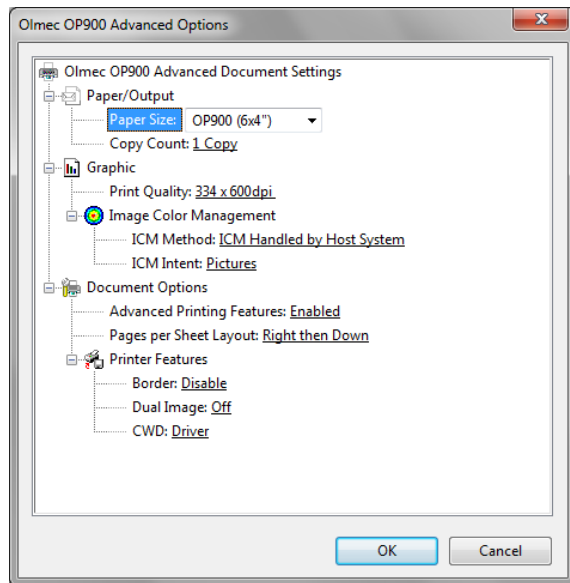 Olmec OP900 Advanced Options
Olmec OP900 Advanced Document Settings
Paper/Output
Paper Size: OP900 (6x4")
Copy Count: 1 Copy
Graphic
Print Quality: 334 x 600dpi
Image Color Management
ICM Method: ICM Handled by Host System
ICM Intent: Pictures
Document Options
Advanced Printing Features: Enabled
Pages per Sheet Layout: Right then Down
Printer Features
Border: Disable
Dual Image: Off
CWD: Driver
OK Cancel